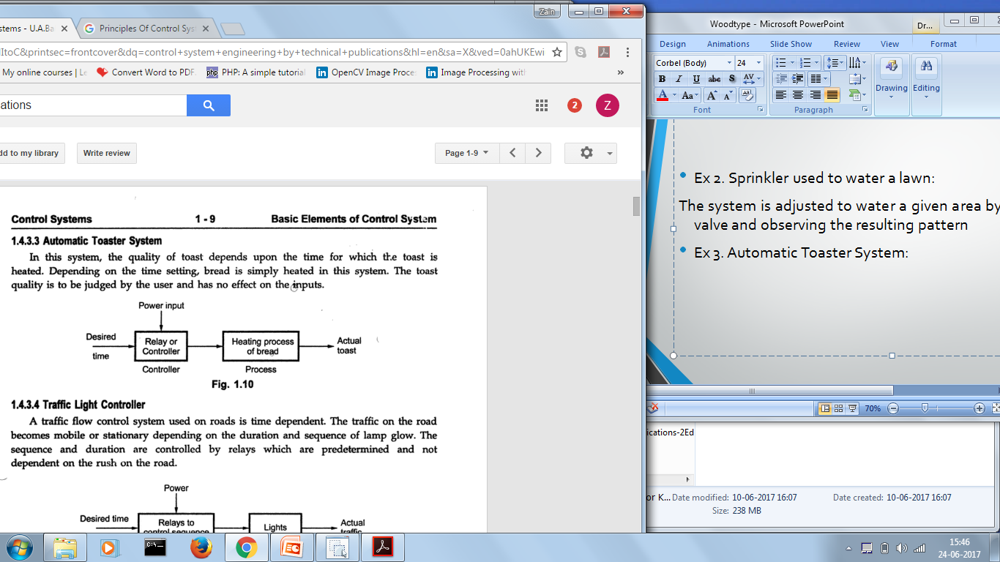 Zain
stems - U.A.Ba
Principles Of Control Sys
ItoC&printsec=frontcover&dq=control+system+engineering+by+technical+publications&hl=en&sa=X&ved=0ahUKEwi
My online courses | Le
Convert Word to PDF
PHP: A simple tutorial
OpenCV Image Proce
Image Processing with
»
ations
2
Z
dd to my library
Write review
Page 1-9
Control Systems 1 - 9 Basic Elements of Control System
1.4.3.3 Automatic Toaster System
In this system, the quality of toast depends upon the time for which the toast is
heated. Depending on the time setting, bread is simply heated in this system. The toast
quality is to be judged by the user and has no effect on the inputs.
Power input
Desired
time
Relay or
Controller
Controller
Heating process
of bread
Process
Actual
toast
Fig. 1.10
1.4.3.4 Traffic Light Controller
A traffic flow control system used on roads is time dependent. The traffic on the road
becomes mobile or stationary depending on the duration and sequence of lamp glow. The
sequence and duration are controlled by relays which are predetermined and not
dependent on the rush on the road.
Power
Desired time
Relays to
control sequence
Lights
Actual
traffic
Woodtype - Microsoft PowerPoint
Dr...
Design Animations Slide Show Review View Format
Corbel (Body) 24
B I U abc S AV
A Aa A A
Font
Paragraph
Drawing
Editing
Ex 2. Sprinkler used to water a lawn:
The system is adjusted to water a given area by
valve and observing the resulting pattern
Ex 3. Automatic Toaster System:
70%
ications-2Ed
or K... Date modified: 10-06-2017 16:07 Date created: 10-06-2017 16:07
Size: 238 MB
15:46
24-06-2017